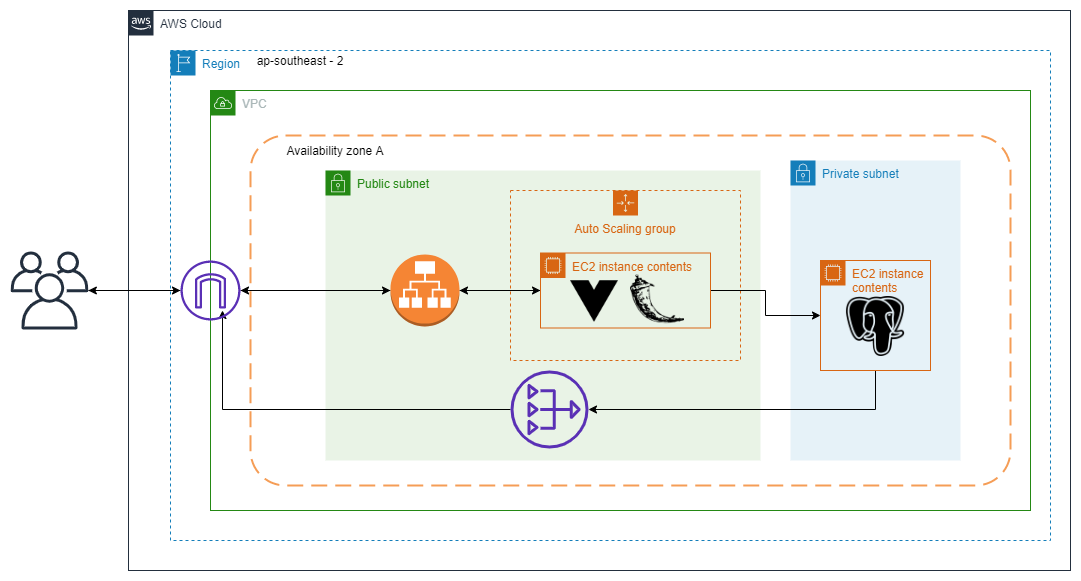 aws
AWS Cloud
Region
ap-southeast - 2
VPC
Availability zone A
Public subnet
Private subnet
Auto Scaling group
EC2 instance contents
EC2 instance
contents